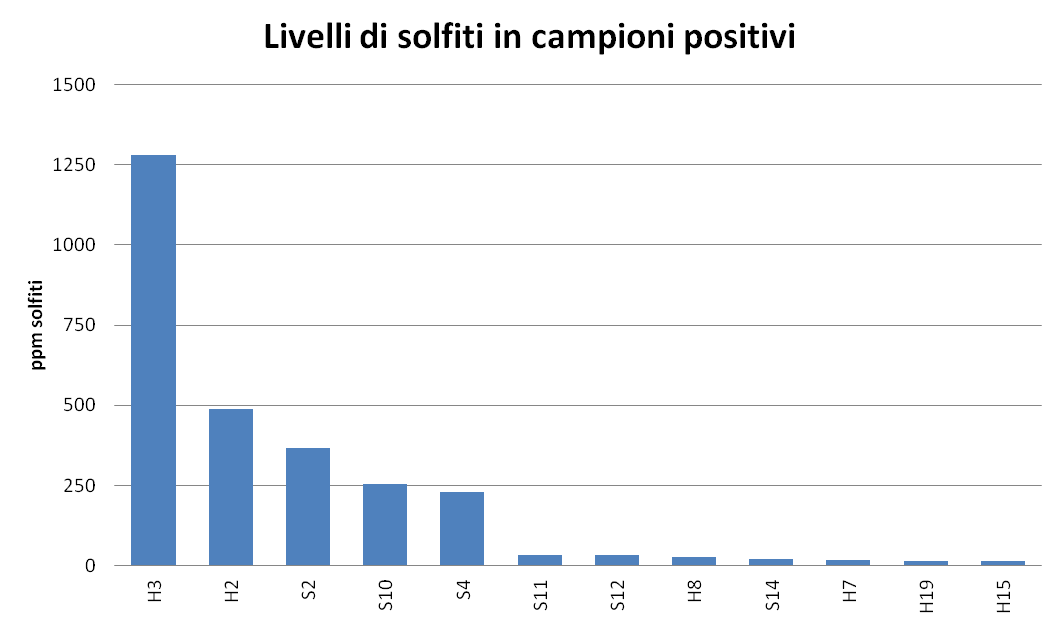 Livelli di solfiti in campioni positivi
1500
1250
1000
750
500
250
0
ppm solfiti
H3
H2
S2
S10
S4
S11
S12
H8
S14
H7
H19
H15